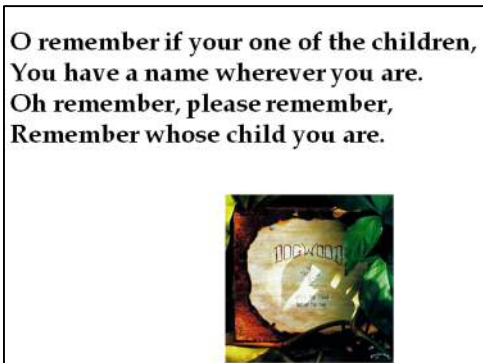 O remember if your one of the children,
You have a name wherever you are.
Oh remember, please remember,
Remember whose child you are.
DOGWOOD